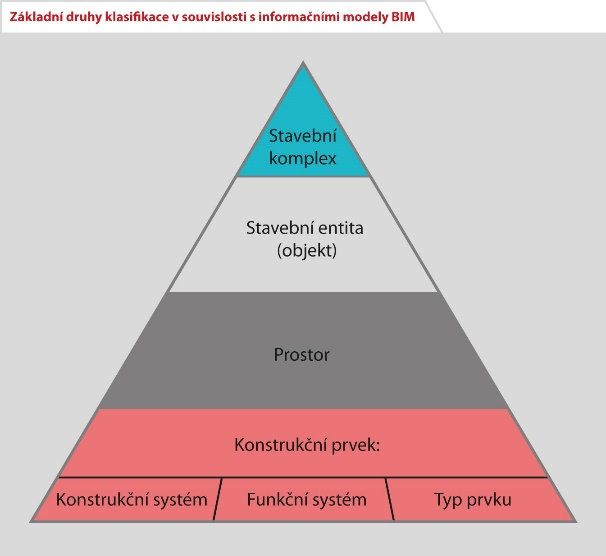 Základní druhy klasifikace v souvislosti s informačními modely BIM
Stavební
komplex
Stavební entita
(objekt)
Prostor
Konstrukční prvek:
Konstrukční systém
Funkční systém
Typ prvku